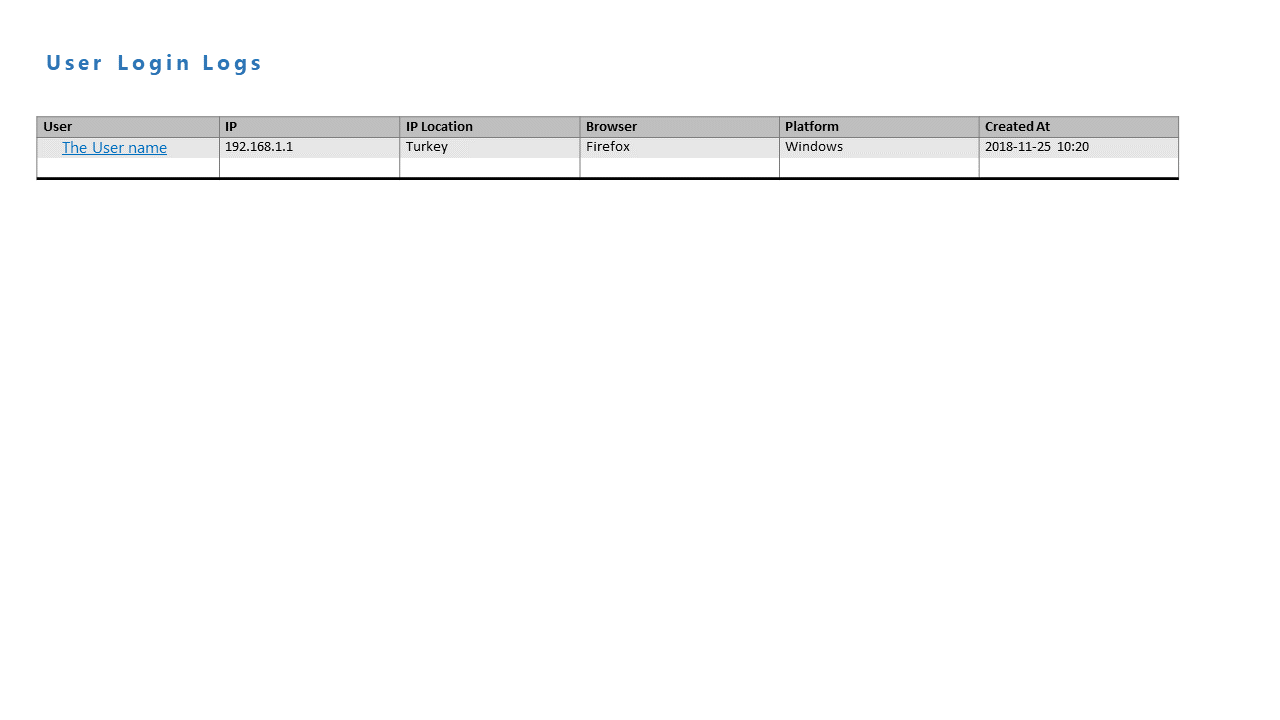 User Login Logs
User IP IP Location Browser Platform Created At
The User name 192.168.1.1 Turkey Firefox Windows 2018-11-25 10:20